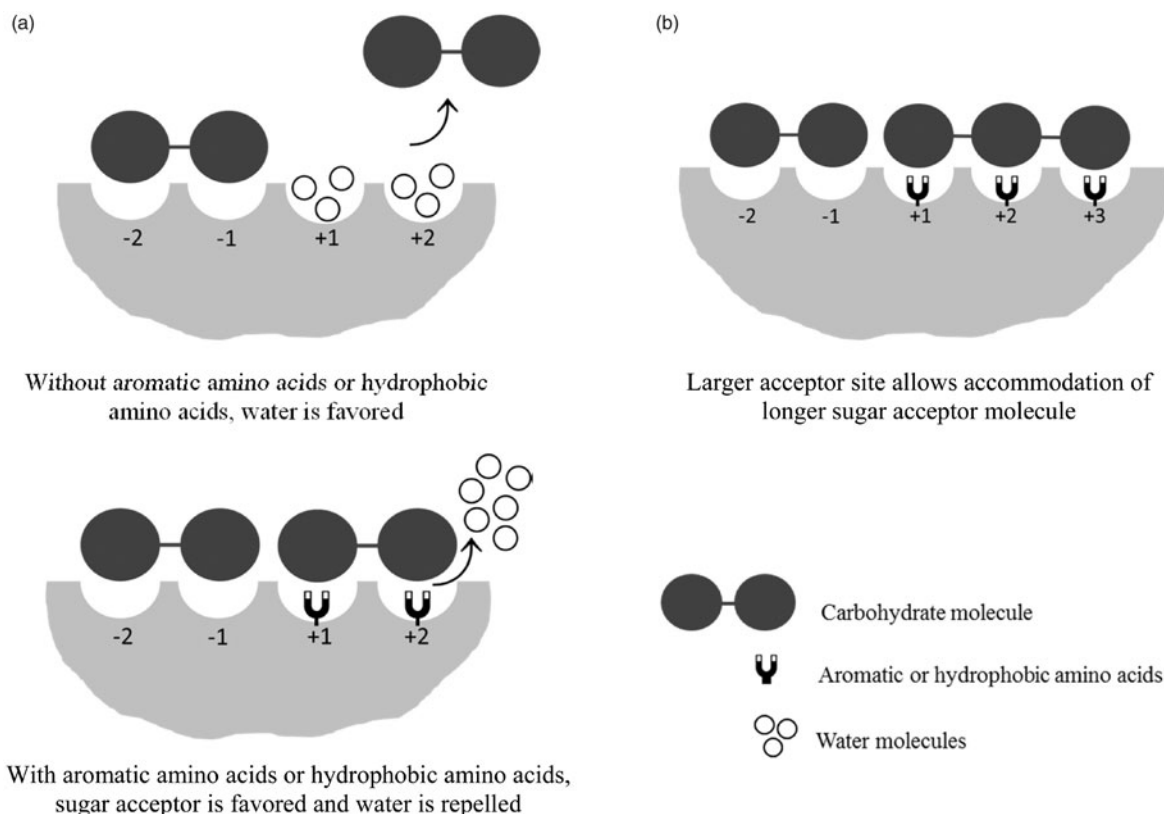 (a)
-2 -1 +1 +2
Without aromatic amino acids or hydrophobic
amino acids, water is favored
-2 -1 +1 +2
With aromatic amino acids or hydrophobic amino acids,
sugar acceptor is favored and water is repelled
(b)
-2 -1 +1 +2 +3
Larger acceptor site allows accommodation of
longer sugar acceptor molecule
Carbohydrate molecule
Aromatic or hydrophobic amino acids
Water molecules